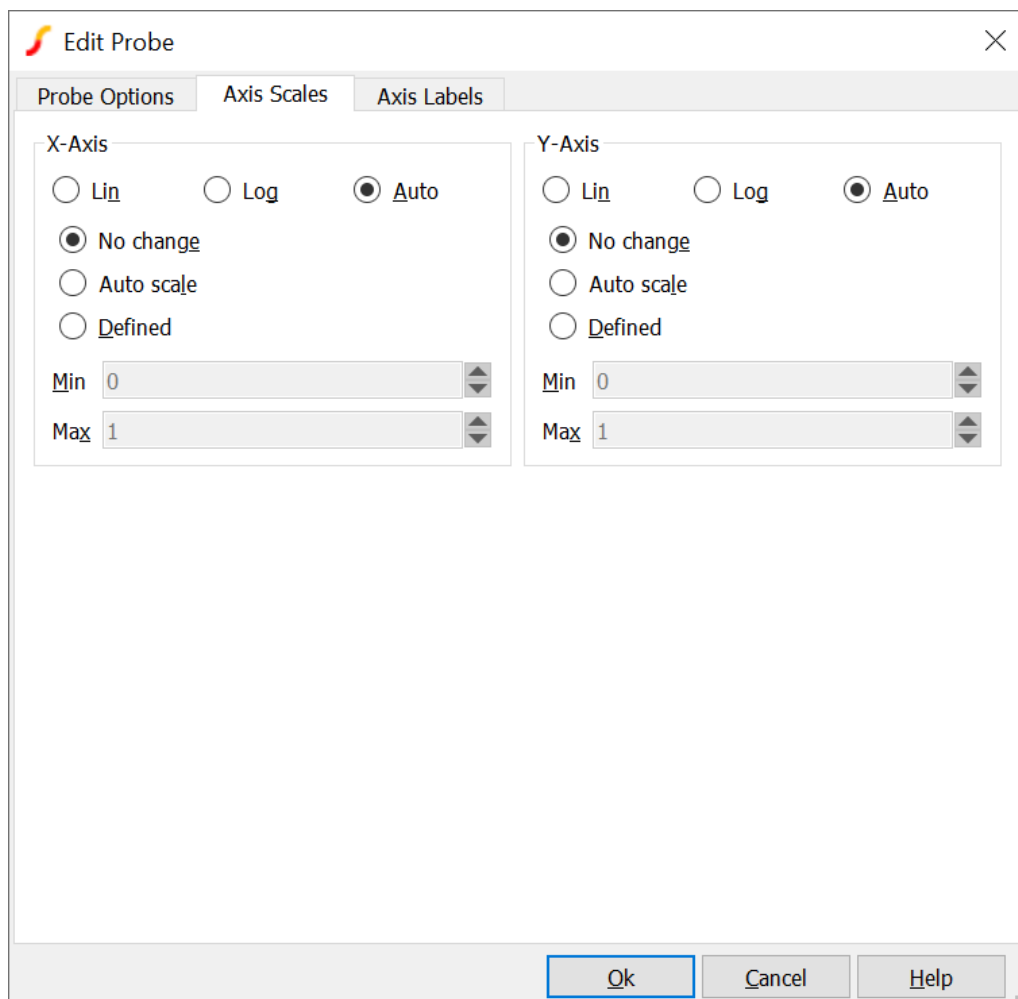 Edit Probe
Probe Options Axis Scales Axis Labels
X-Axis
Lin Log Auto
No change
Auto scale
Defined
Min 0
Max 1
Y-Axis
Lin Log Auto
No change
Auto scale
Defined
Min 0
Max 1
Ok Cancel Help